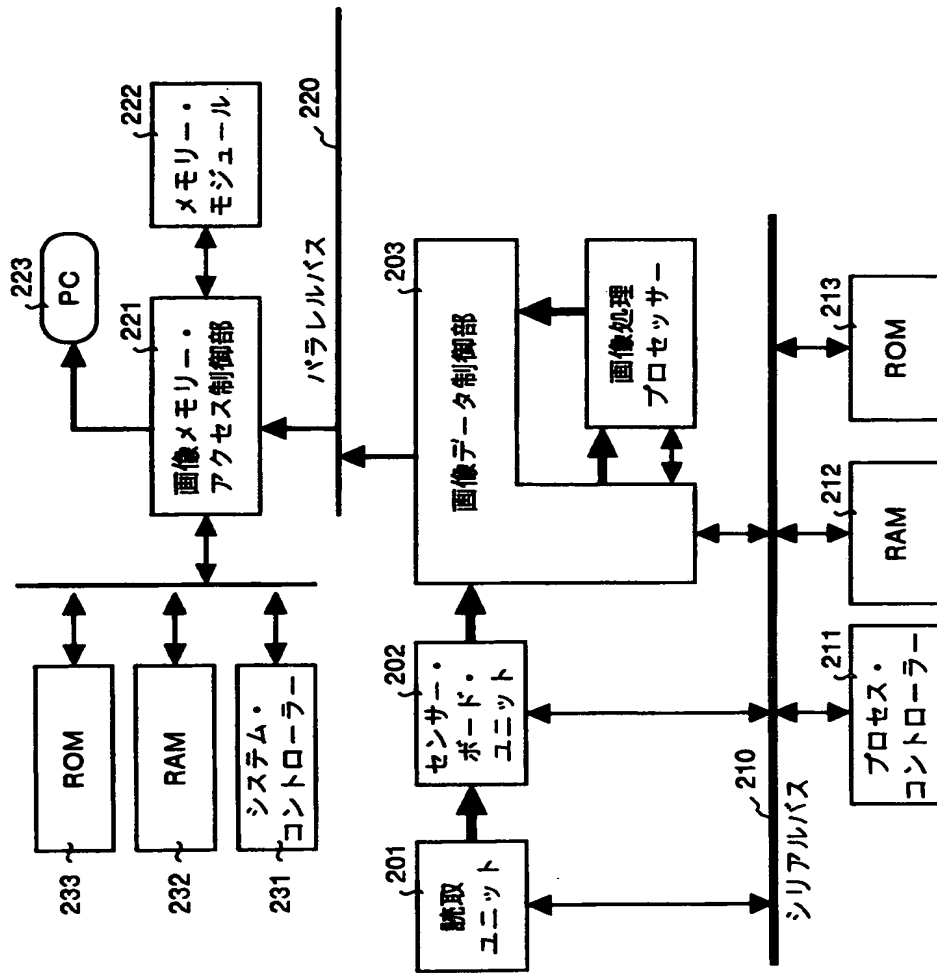 223
PC
222
メモリー・
モジュール
221
画像メモリー・
アクセス制御部
220
パラレルバス
233
ROM
232
RAM
231
システム・
コントローラー
203
画像データ制御部
画像処理
プロセッサー
202
センサー・
ボード・
ユニット
201
読取
ユニット
210
シリアルバス
211
プロセス・
コントローラー
212
RAM
213
ROM